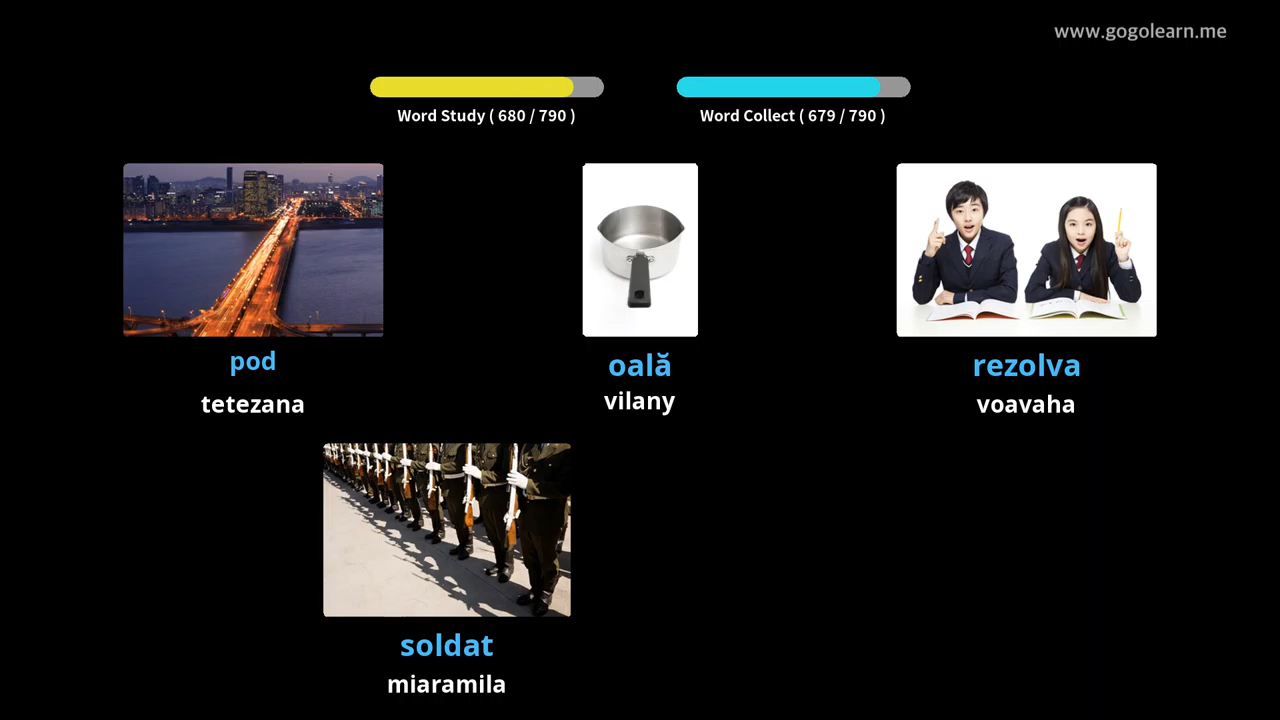 www.gogolearn.me
Word Study ( 680 / 790 )
Word Collect ( 679 / 790 )
pod
tetezana
oală
vilany
rezolva
voavaha
soldat
miaramila